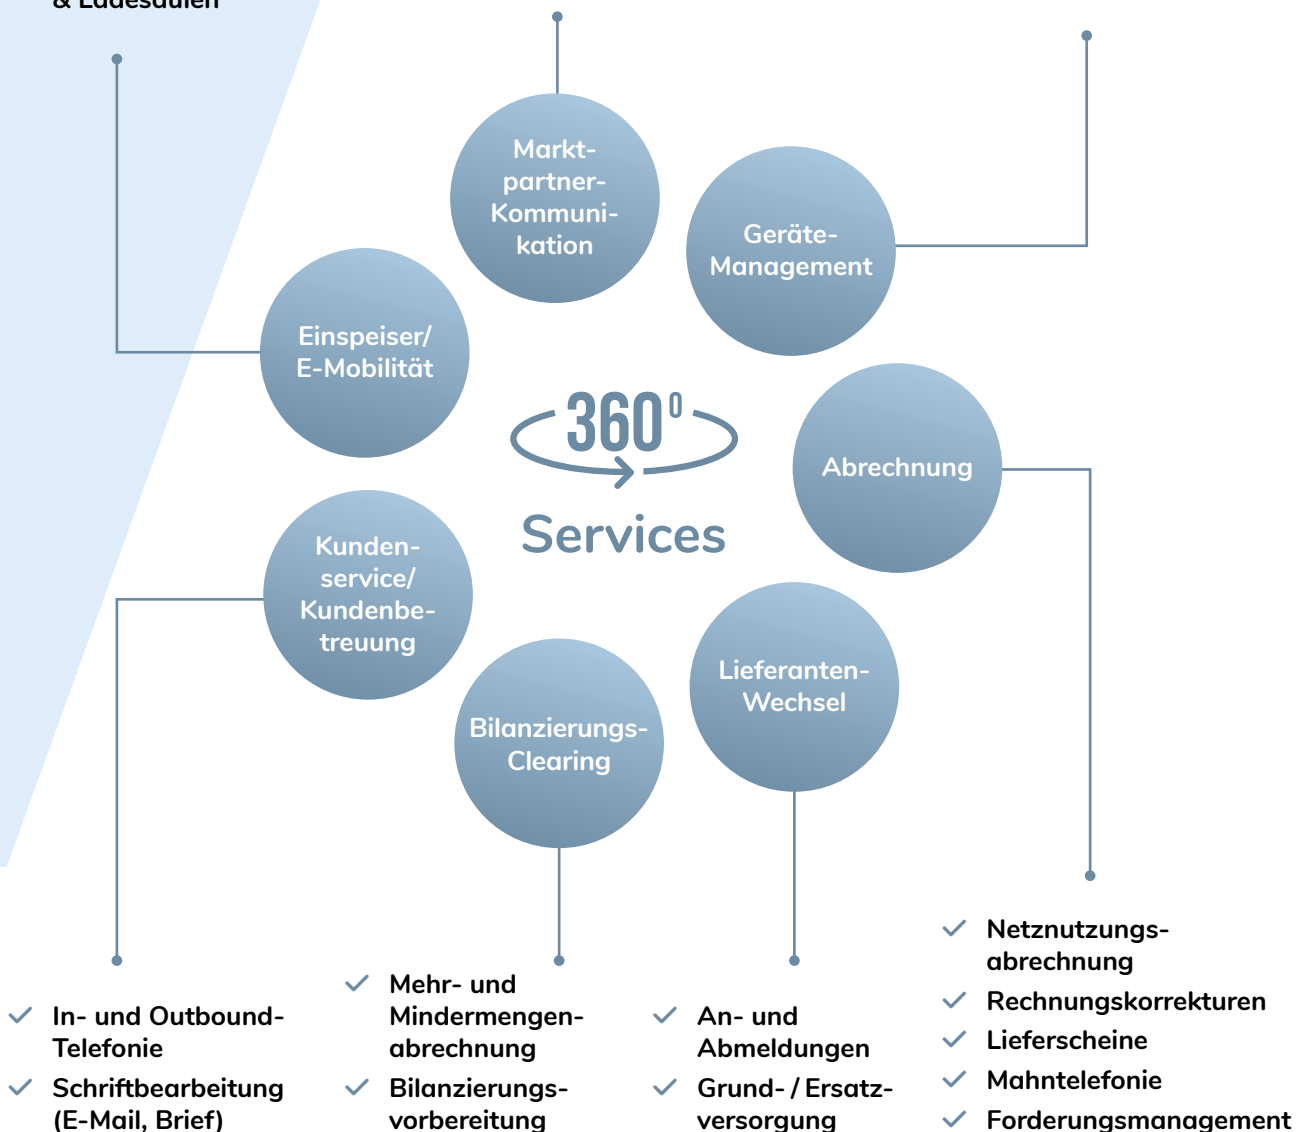 & Ladesäulen
Markt-
partner-
Kommuni-
kation
Geräte-
Management
Einspeiser/
E-Mobilität
360°
Services
Abrechnung
Kunden-
service/
Kundenbe-
treuung
Lieferanten-
Wechsel
Bilanzierungs-
Clearing
In- und Outbound-
Telefonie
Schriftbearbeitung
(E-Mail, Brief)
Mehr- und
Mindermengen-
abrechnung
Bilanzierungs-
vorbereitung
An- und
Abmeldungen
Grund- / Ersatz-
versorgung
Netznutzungs-
abrechnung
Rechnungskorrekturen
Lieferscheine
Mahntelefonie
Forderungsmanagement